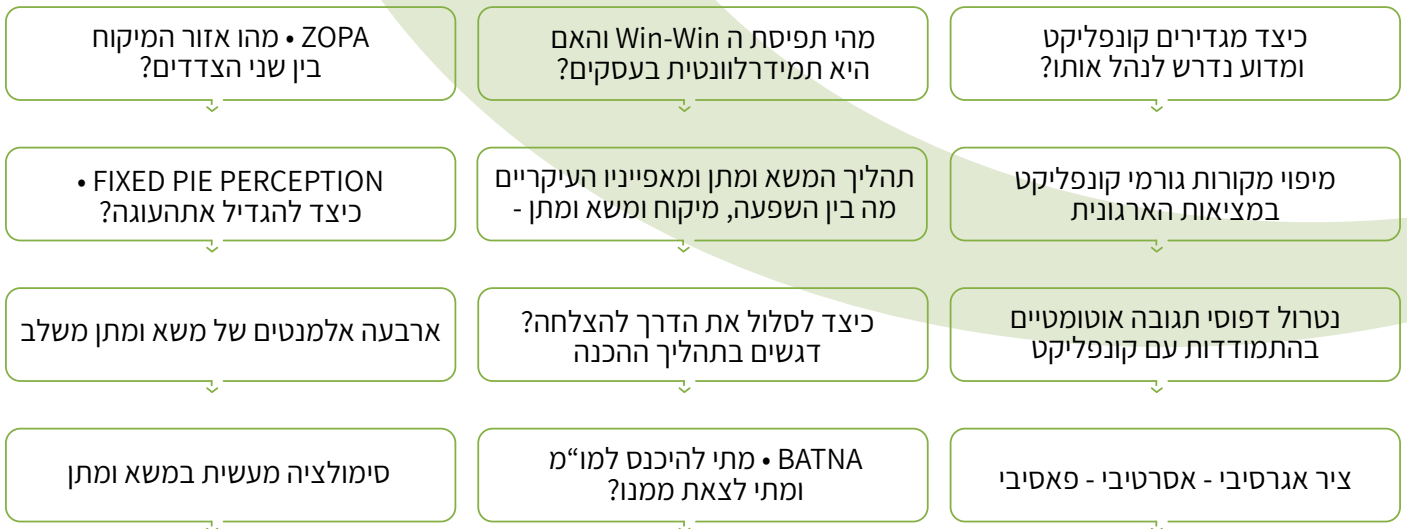 כיצד מגדירים קונפליקט
ומדוע נדרש לנהל אותו?
מיפוי מקורות גורמי קונפליקט
במציאות הארגונית
נטרול דפוסי תגובה אוטומטיים
בהתמודדות עם קונפליקט
ציר אגרסיבי - אסרטיבי - פאסיבי
מהי תפיסת ה Win-Win והאם
היא תמידרלוונטית בעסקים?
תהליך המשא ומתן ומאפייניו העיקריים
מה בין השפעה, מיקוח ומשא ומתן -
כיצד לסלול את הדרך להצלחה?
דגשים בתהליך ההכנה
BATNA • מתי להיכנס למו“מ
ומתי לצאת ממנו?
ZOPA • מהו אזור המיקוח
בין שני הצדדים?
FIXED PIE PERCEPTION •
כיצד להגדיל אתהעוגה?
ארבעה אלמנטים של משא ומתן משלב
סימולציה מעשית במשא ומתן